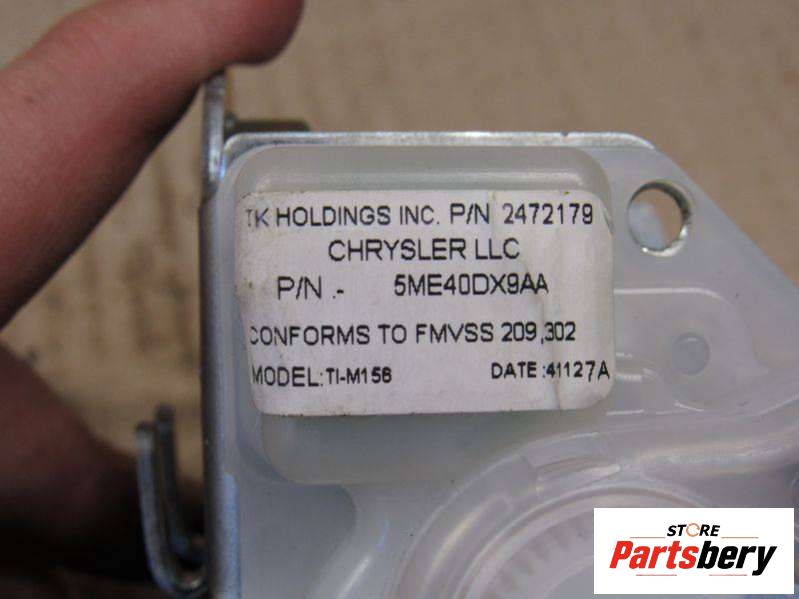 TK HOLDINGS INC. P/N 2472179
CHRYSLER LLC
P/N .- 5ME40DX9AA
CONFORMS TO FMVSS 209,302
MODEL:TI-M156 DATE :41127A
STORE
Partsbery